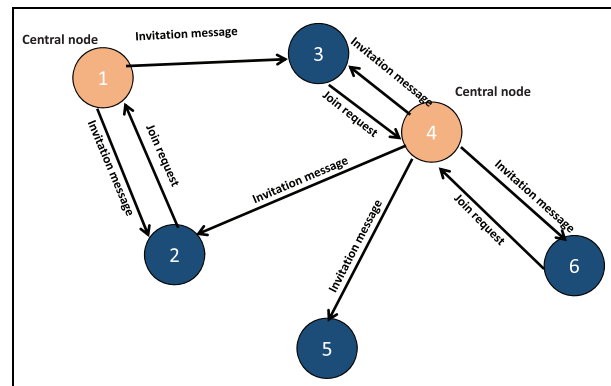 Central node
Invitation message
1
3
Invitation message
Join request
Central node
4
Invitation message
Join request
Invitation message
Invitation message
Join request
2
Invitation message
6
5